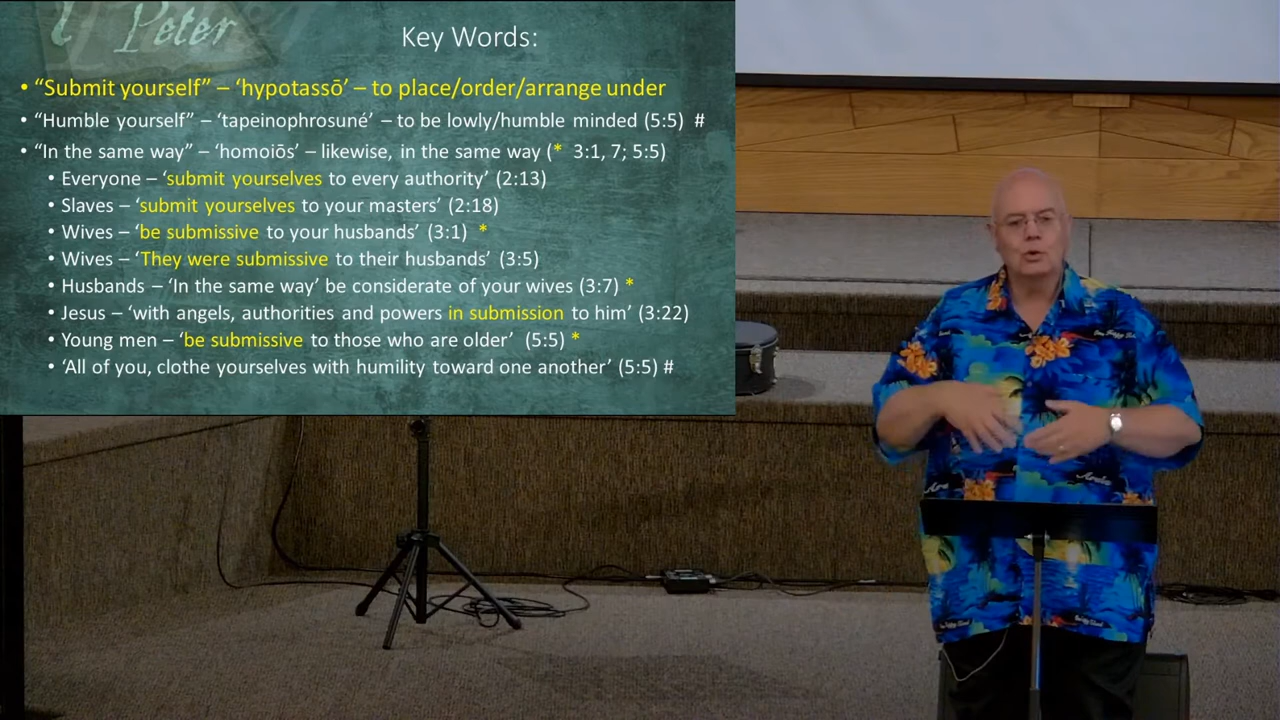 1 Peter
Key Words:
• “Submit yourself” – ‘hypotassō’ – to place/order/arrange under
• “Humble yourself” – ‘tapeinophrosuné’ – to be lowly/humble minded (5:5) #
• “In the same way” – ‘homoiōs’ – likewise, in the same way (* 3:1, 7; 5:5)
• Everyone – ‘submit yourselves to every authority’ (2:13)
• Slaves – ‘submit yourselves to your masters’ (2:18)
• Wives – ‘be submissive to your husbands’ (3:1) *
• Wives – ‘They were submissive to their husbands’ (3:5)
• Husbands – ‘In the same way’ be considerate of your wives (3:7) *
• Jesus – ‘with angels, authorities and powers in submission to him’ (3:22)
• Young men – ‘be submissive to those who are older’ (5:5) *
• ‘All of you, clothe yourselves with humility toward one another’ (5:5) #